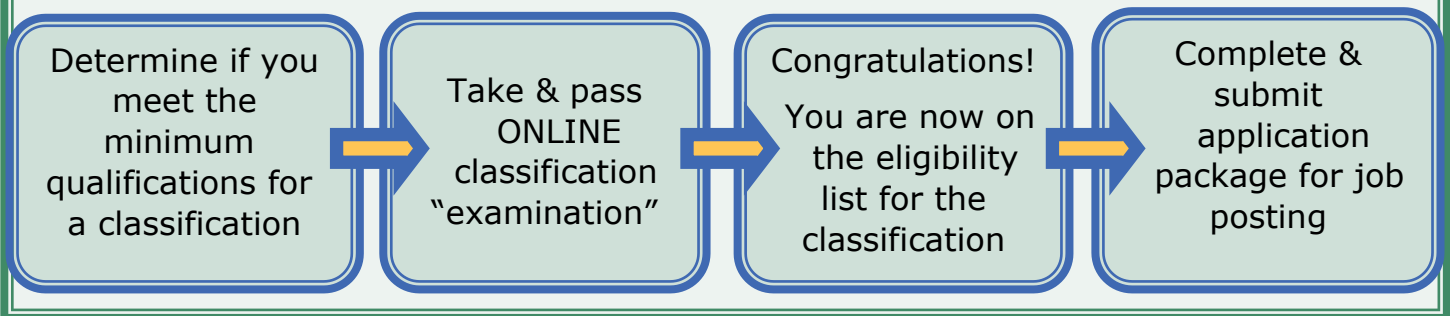 Determine if you
meet the
minimum
qualifications for
a classification
Take & pass
ONLINE
classification
“examination”
Congratulations!
You are now on
the eligibility
list for the
classification
Complete &
submit
application
package for job
posting